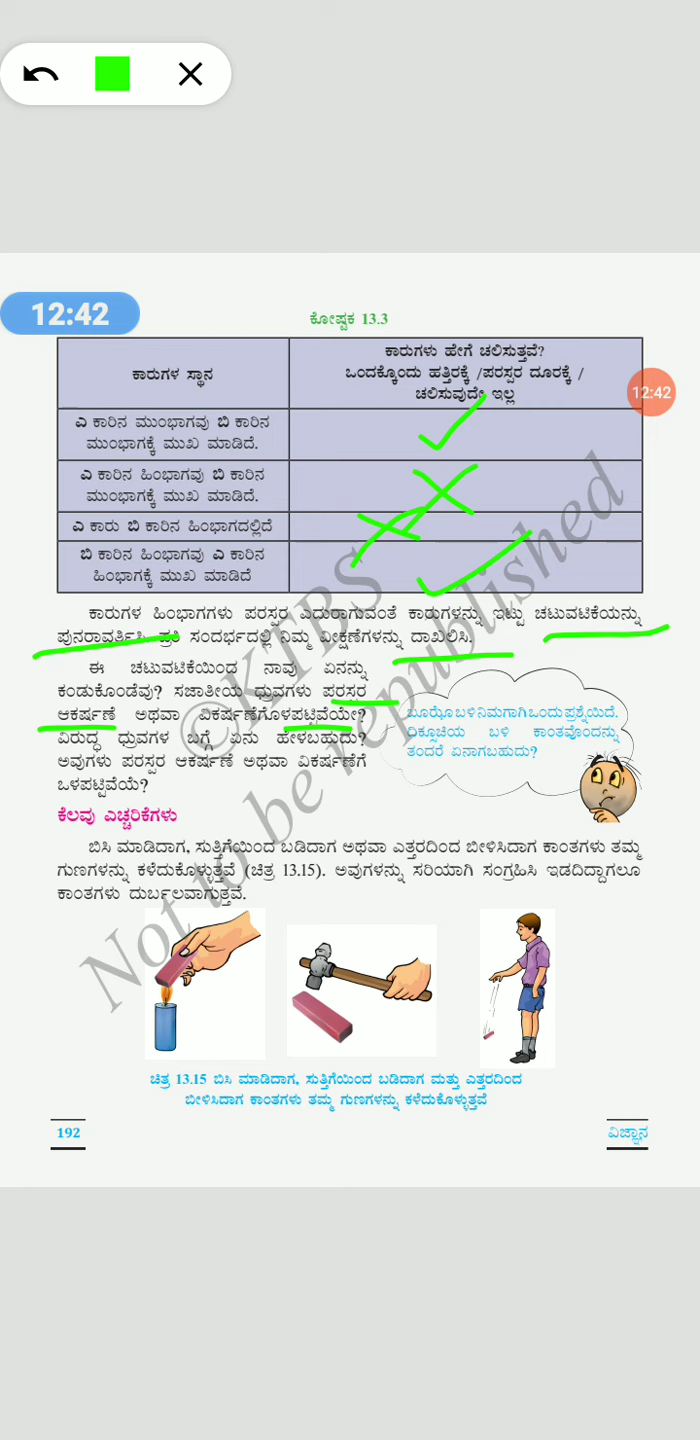 12:42
ಕೋಷ್ಟಕ 13.3
12:42
ಕಾರುಗಳ ಸ್ಥಾನ
ಕಾರುಗಳು ಹೇಗೆ ಚಲಿಸುತ್ತವೆ?
ಒಂದಕ್ಕೊಂದು ಹತ್ತಿರಕ್ಕೆ /ಪರಸ್ಪರ ದೂರಕ್ಕೆ /
ಚಲಿಸುವುದೇ ಇಲ್ಲ
ಎ ಕಾರಿನ ಮುಂಭಾಗವು ಬಿ ಕಾರಿನ
ಮುಂಭಾಗಕ್ಕೆ ಮುಖ ಮಾಡಿದೆ.
ಎ ಕಾರಿನ ಹಿಂಭಾಗವು ಬಿ ಕಾರಿನ
ಮುಂಭಾಗಕ್ಕೆ ಮುಖ ಮಾಡಿದೆ.
ಎ ಕಾರು ಬಿ ಕಾರಿನ ಹಿಂಭಾಗದಲ್ಲಿದೆ
ಬಿ ಕಾರಿನ ಹಿಂಭಾಗವು ಎ ಕಾರಿನ
ಹಿಂಭಾಗಕ್ಕೆ ಮುಖ ಮಾಡಿದೆ
ಕಾರುಗಳ ಹಿಂಭಾಗಗಳು ಪರಸ್ಪರ ಎದುರಾಗುವಂತೆ ಕಾರುಗಳನ್ನು ಇಟ್ಟು ಚಟುವಟಿಕೆಯನ್ನು
ಪುನರಾವರ್ತಿಸಿ ಪ್ರತಿ ಸಂದರ್ಭದಲ್ಲಿ ನಿಮ್ಮ ವೀಕ್ಷಣೆಗಳನ್ನು ದಾಖಲಿಸಿ.
ಈ ಚಟುವಟಿಕೆಯಿಂದ ನಾವು ಏನನ್ನು
ಕಂಡುಕೊಂಡೆವು? ಸಜಾತೀಯ ಧ್ರುವಗಳು ಪರಸ್ಪರ
ಆಕರ್ಷಣೆ ಅಥವಾ ವಿಕರ್ಷಣೆಗೊಳಪಟ್ಟಿವೆಯೇ?
ವಿರುದ್ಧ ಧ್ರುವಗಳ ಬಗ್ಗೆ ಏನು ಹೇಳಬಹುದು?
ಅವುಗಳು ಪರಸ್ಪರ ಆಕರ್ಷಣೆ ಅಥವಾ ವಿಕರ್ಷಣೆಗೆ
ಒಳಪಟ್ಟಿವೆಯೆ?
ಬೂಝೊ ಬಳಿ ನಿಮಗಾಗಿ ಒಂದು ಪ್ರಶ್ನೆಯಿದೆ.
ದಿಕ್ಸೂಚಿಯ ಬಳಿ ಕಾಂತವೊಂದನ್ನು
ತಂದರೆ ಏನಾಗಬಹುದು?
ಕೆಲವು ಎಚ್ಚರಿಕೆಗಳು
ಬಿಸಿ ಮಾಡಿದಾಗ, ಸುತ್ತಿಗೆಯಿಂದ ಬಡಿದಾಗ ಅಥವಾ ಎತ್ತರದಿಂದ ಬೀಳಿಸಿದಾಗ ಕಾಂತಗಳು ತಮ್ಮ
ಗುಣಗಳನ್ನು ಕಳೆದುಕೊಳ್ಳುತ್ತವೆ (ಚಿತ್ರ 13.15). ಅವುಗಳನ್ನು ಸರಿಯಾಗಿ ಸಂಗ್ರಹಿಸಿ ಇಡದಿದ್ದಾಗಲೂ
ಕಾಂತಗಳು ದುರ್ಬಲವಾಗುತ್ತವೆ.
©KTBS
Not to be republished
ಚಿತ್ರ 13.15 ಬಿಸಿ ಮಾಡಿದಾಗ, ಸುತ್ತಿಗೆಯಿಂದ ಬಡಿದಾಗ ಮತ್ತು ಎತ್ತರದಿಂದ
ಬೀಳಿಸಿದಾಗ ಕಾಂತಗಳು ತಮ್ಮ ಗುಣಗಳನ್ನು ಕಳೆದುಕೊಳ್ಳುತ್ತವೆ
192
ವಿಜ್ಞಾನ